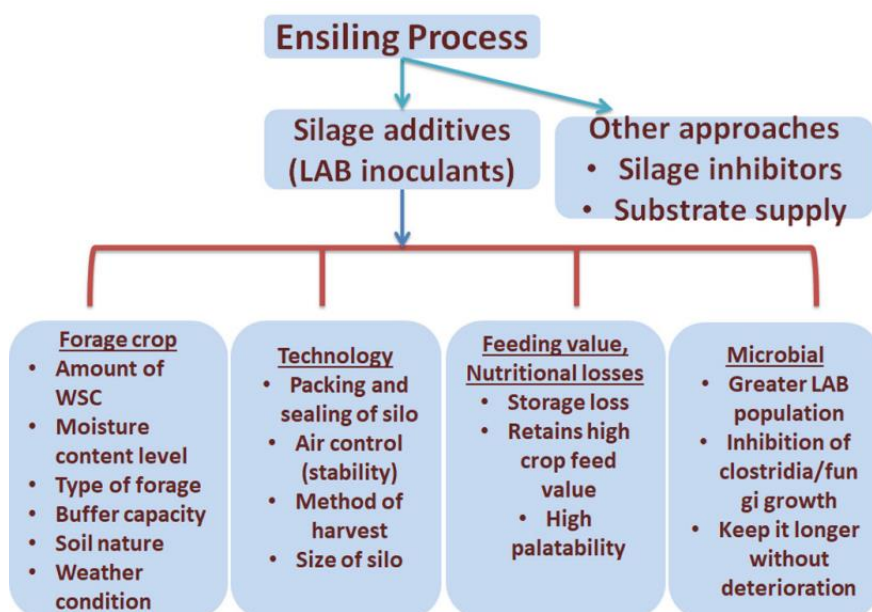 Ensiling Process
Silage additives
(LAB inoculants)
Other approaches
• Silage inhibitors
• Substrate supply
Forage crop
• Amount of
WSC
• Moisture
content level
• Type of forage
• Buffer capacity
• Soil nature
• Weather
condition
Technology
• Packing and
sealing of silo
• Air control
(stability)
• Method of
harvest
• Size of silo
Feeding value,
Nutritional losses
• Storage loss
• Retains high
crop feed
value
• High
palatability
Microbial
• Greater LAB
population
• Inhibition of
clostridia/fun
gi growth
• Keep it longer
without
deterioration